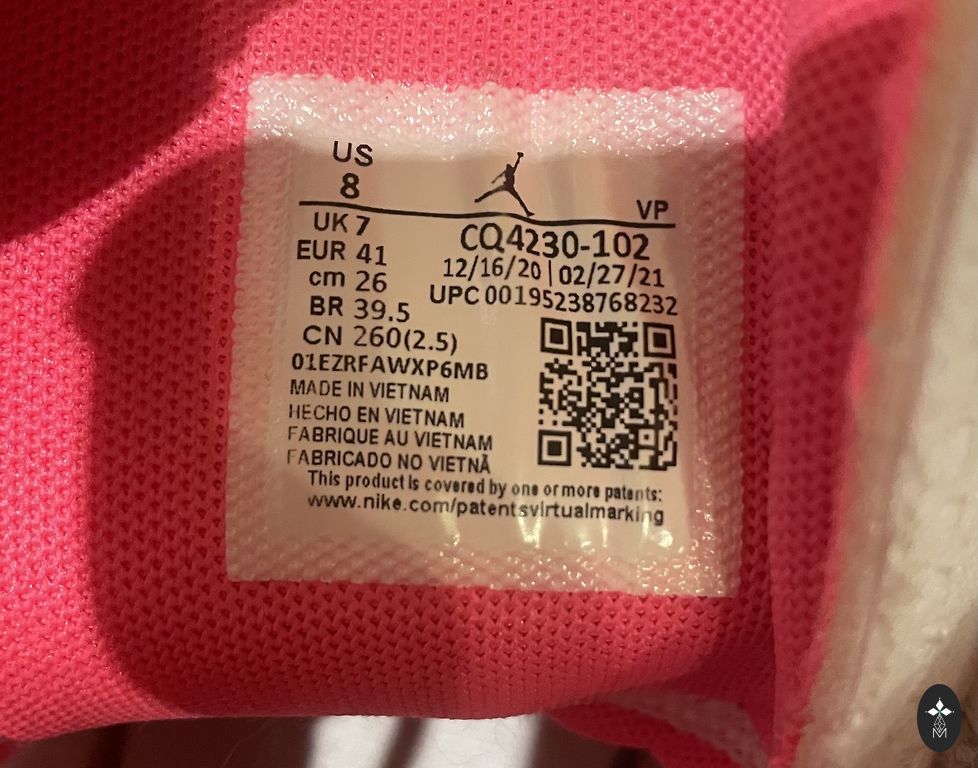 US
8
VP
UK 7
EUR 41
cm 26
BR 39.5
CN 260(2.5)
CQ4230-102
12/16/20 | 02/27/21
UPC 00195238768232
01EZRFAWXP6MB
MADE IN VIETNAM
HECHO EN VIETNAM
FABRIQUE AU VIETNAM
FABRICADO NO VIETNÃ
This product is covered by one or more patents:
www.nike.com/patentsvirtualmarking
M